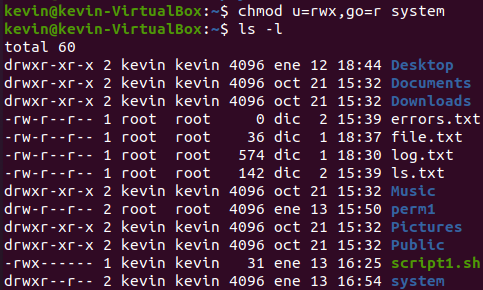 kevin@kevin-VirtualBox:~$ chmod u=rwx,go=r system
kevin@kevin-VirtualBox:~$ ls -l
total 60
drwxr-xr-x 2 kevin kevin 4096 ene 12 18:44 Desktop
drwxr-xr-x 2 kevin kevin 4096 oct 21 15:32 Documents
drwxr-xr-x 2 kevin kevin 4096 oct 21 15:32 Downloads
-rw-r--r-- 1 root  root     0 dic  2 15:39 errors.txt
-rw-r--r-- 1 root  root    36 dic  1 18:37 file.txt
-rw-r--r-- 1 root  root   574 dic  1 18:30 log.txt
-rw-r--r-- 1 root  root   142 dic  2 15:39 ls.txt
drwxr-xr-x 2 kevin kevin 4096 oct 21 15:32 Music
drw-r--r-- 2 root  root  4096 ene 13 15:50 perm1
drwxr-xr-x 2 kevin kevin 4096 oct 21 15:32 Pictures
drwxr-xr-x 2 kevin kevin 4096 oct 21 15:32 Public
-rwx------ 1 kevin kevin   31 ene 13 16:25 script1.sh
drwxr--r-- 2 kevin kevin 4096 ene 13 16:54 system